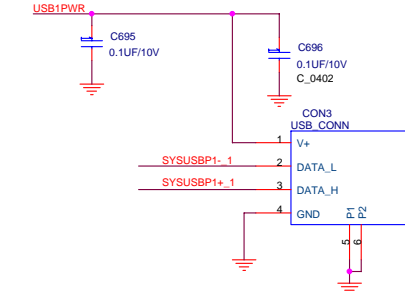 USB1PWR
C695
0.1UF/10V
C696
0.1UF/10V
C_0402
CON3
USB_CONN
1 V+
SYSUSBP1-_1 2 DATA_L
SYSUSBP1+_1 3 DATA_H
4 GND
P1
P2
5
6